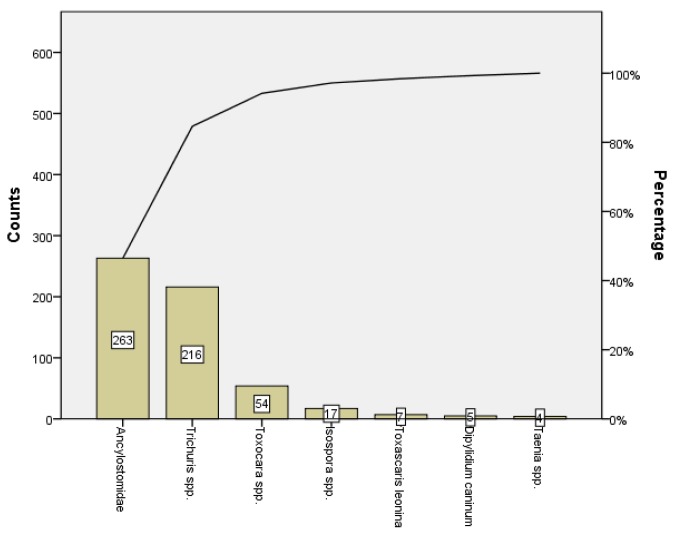 600
500
400
300
200
100
0
Counts
100%
80%
60%
40%
20%
0%
Percentage
263
216
54
17
7
5
4
Ancylostomidae
Trichuris spp.
Toxocara spp.
Isospora spp.
Toxascaris leonina
Dipylidium caninum
Taenia spp.